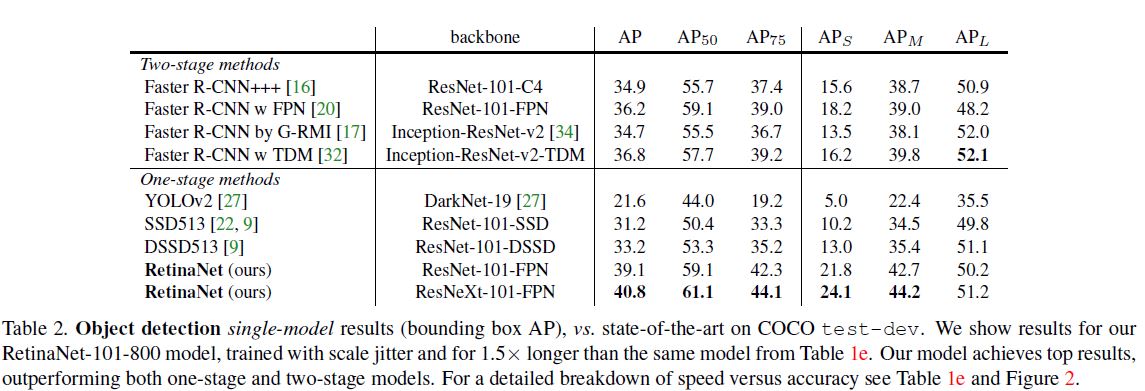 backbone AP AP50 AP75 APS APM APL
Two-stage methods
Faster R-CNN+++ [16] ResNet-101-C4 34.9 55.7 37.4 15.6 38.7 50.9
Faster R-CNN w FPN [20] ResNet-101-FPN 36.2 59.1 39.0 18.2 39.0 48.2
Faster R-CNN by G-RMI [17] Inception-ResNet-v2 [34] 34.7 55.5 36.7 13.5 38.1 52.0
Faster R-CNN w TDM [32] Inception-ResNet-v2-TDM 36.8 57.7 39.2 16.2 39.8 52.1
One-stage methods
YOLOv2 [27] DarkNet-19 [27] 21.6 44.0 19.2 5.0 22.4 35.5
SSD513 [22, 9] ResNet-101-SSD 31.2 50.4 33.3 10.2 34.5 49.8
DSSD513 [9] ResNet-101-DSSD 33.2 53.3 35.2 13.0 35.4 51.1
RetinaNet (ours) ResNet-101-FPN 39.1 59.1 42.3 21.8 42.7 50.2
RetinaNet (ours) ResNeXt-101-FPN 40.8 61.1 44.1 24.1 44.2 51.2
Table 2. Object detection single-model results (bounding box AP), vs. state-of-the-art on COCO test-dev. We show results for our
RetinaNet-101-800 model, trained with scale jitter and for 1.5× longer than the same model from Table 1e. Our model achieves top results,
outperforming both one-stage and two-stage models. For a detailed breakdown of speed versus accuracy see Table 1e and Figure 2.